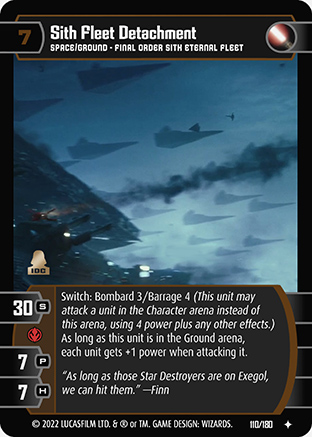 7 Sith Fleet Detachment
SPACE/GROUND - FINAL ORDER SITH ETERNAL FLEET
IDC
30 S
7 P
7 H
Switch: Bombard 3/Barrage 4 (This unit may
attack a unit in the Character arena instead of
this arena, using 4 power plus any other effects.)
As long as this unit is in the Ground arena,
each unit gets +1 power when attacking it.
“As long as those Star Destroyers are on Exegol,
we can hit them.” –Finn
© 2022 LUCASFILM LTD. & ® or TM. GAME DESIGN: WIZARDS. 110/180